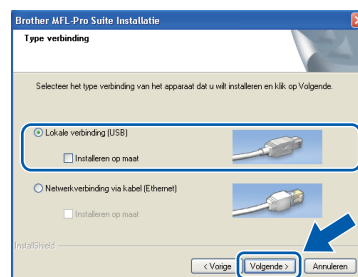 Brother MFL-Pro Suite Installatie
Type verbinding
Selecteer het type verbinding van het apparaat dat u wilt installeren en klik op Volgende.
Lokale verbinding (USB)
Installeren op maat
Netwerkverbinding via kabel (Ethernet)
Installeren op maat
InstallShield
< Vorige
Volgende >
Annuleren